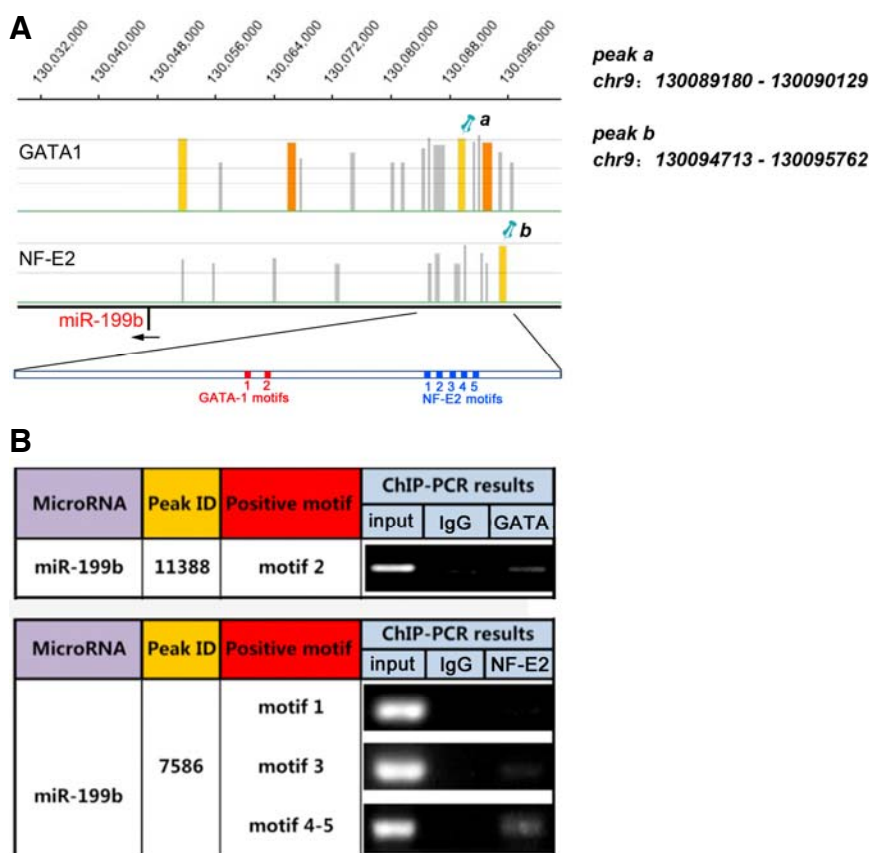 A
130,032,000
130,040,000
130,048,000
130,056,000
130,064,000
130,072,000
130,080,000
130,088,000
130,096,000
peak a
chr9: 130089180 - 130090129
peak b
chr9: 130094713 - 130095762
a
GATA1
b
NF-E2
miR-199b
1 2
GATA-1 motifs
1 2 3 4 5
NF-E2 motifs
B
MicroRNA Peak ID Positive motif ChIP-PCR results
input IgG GATA
miR-199b 11388 motif 2
MicroRNA Peak ID Positive motif ChIP-PCR results
input IgG NF-E2
motif 1
7586 motif 3
miR-199b
motif 4-5